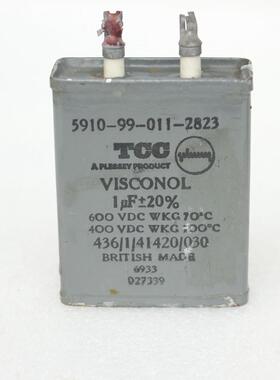 5910-99-011-2823
TCC Plessey
A PLESSEY PRODUCT
VISCONOL
1µF±20%
600 VDC WKG 70°C
400 VDC WKG 100°C
436/1/41420/030
BRITISH MADE
6933
027339